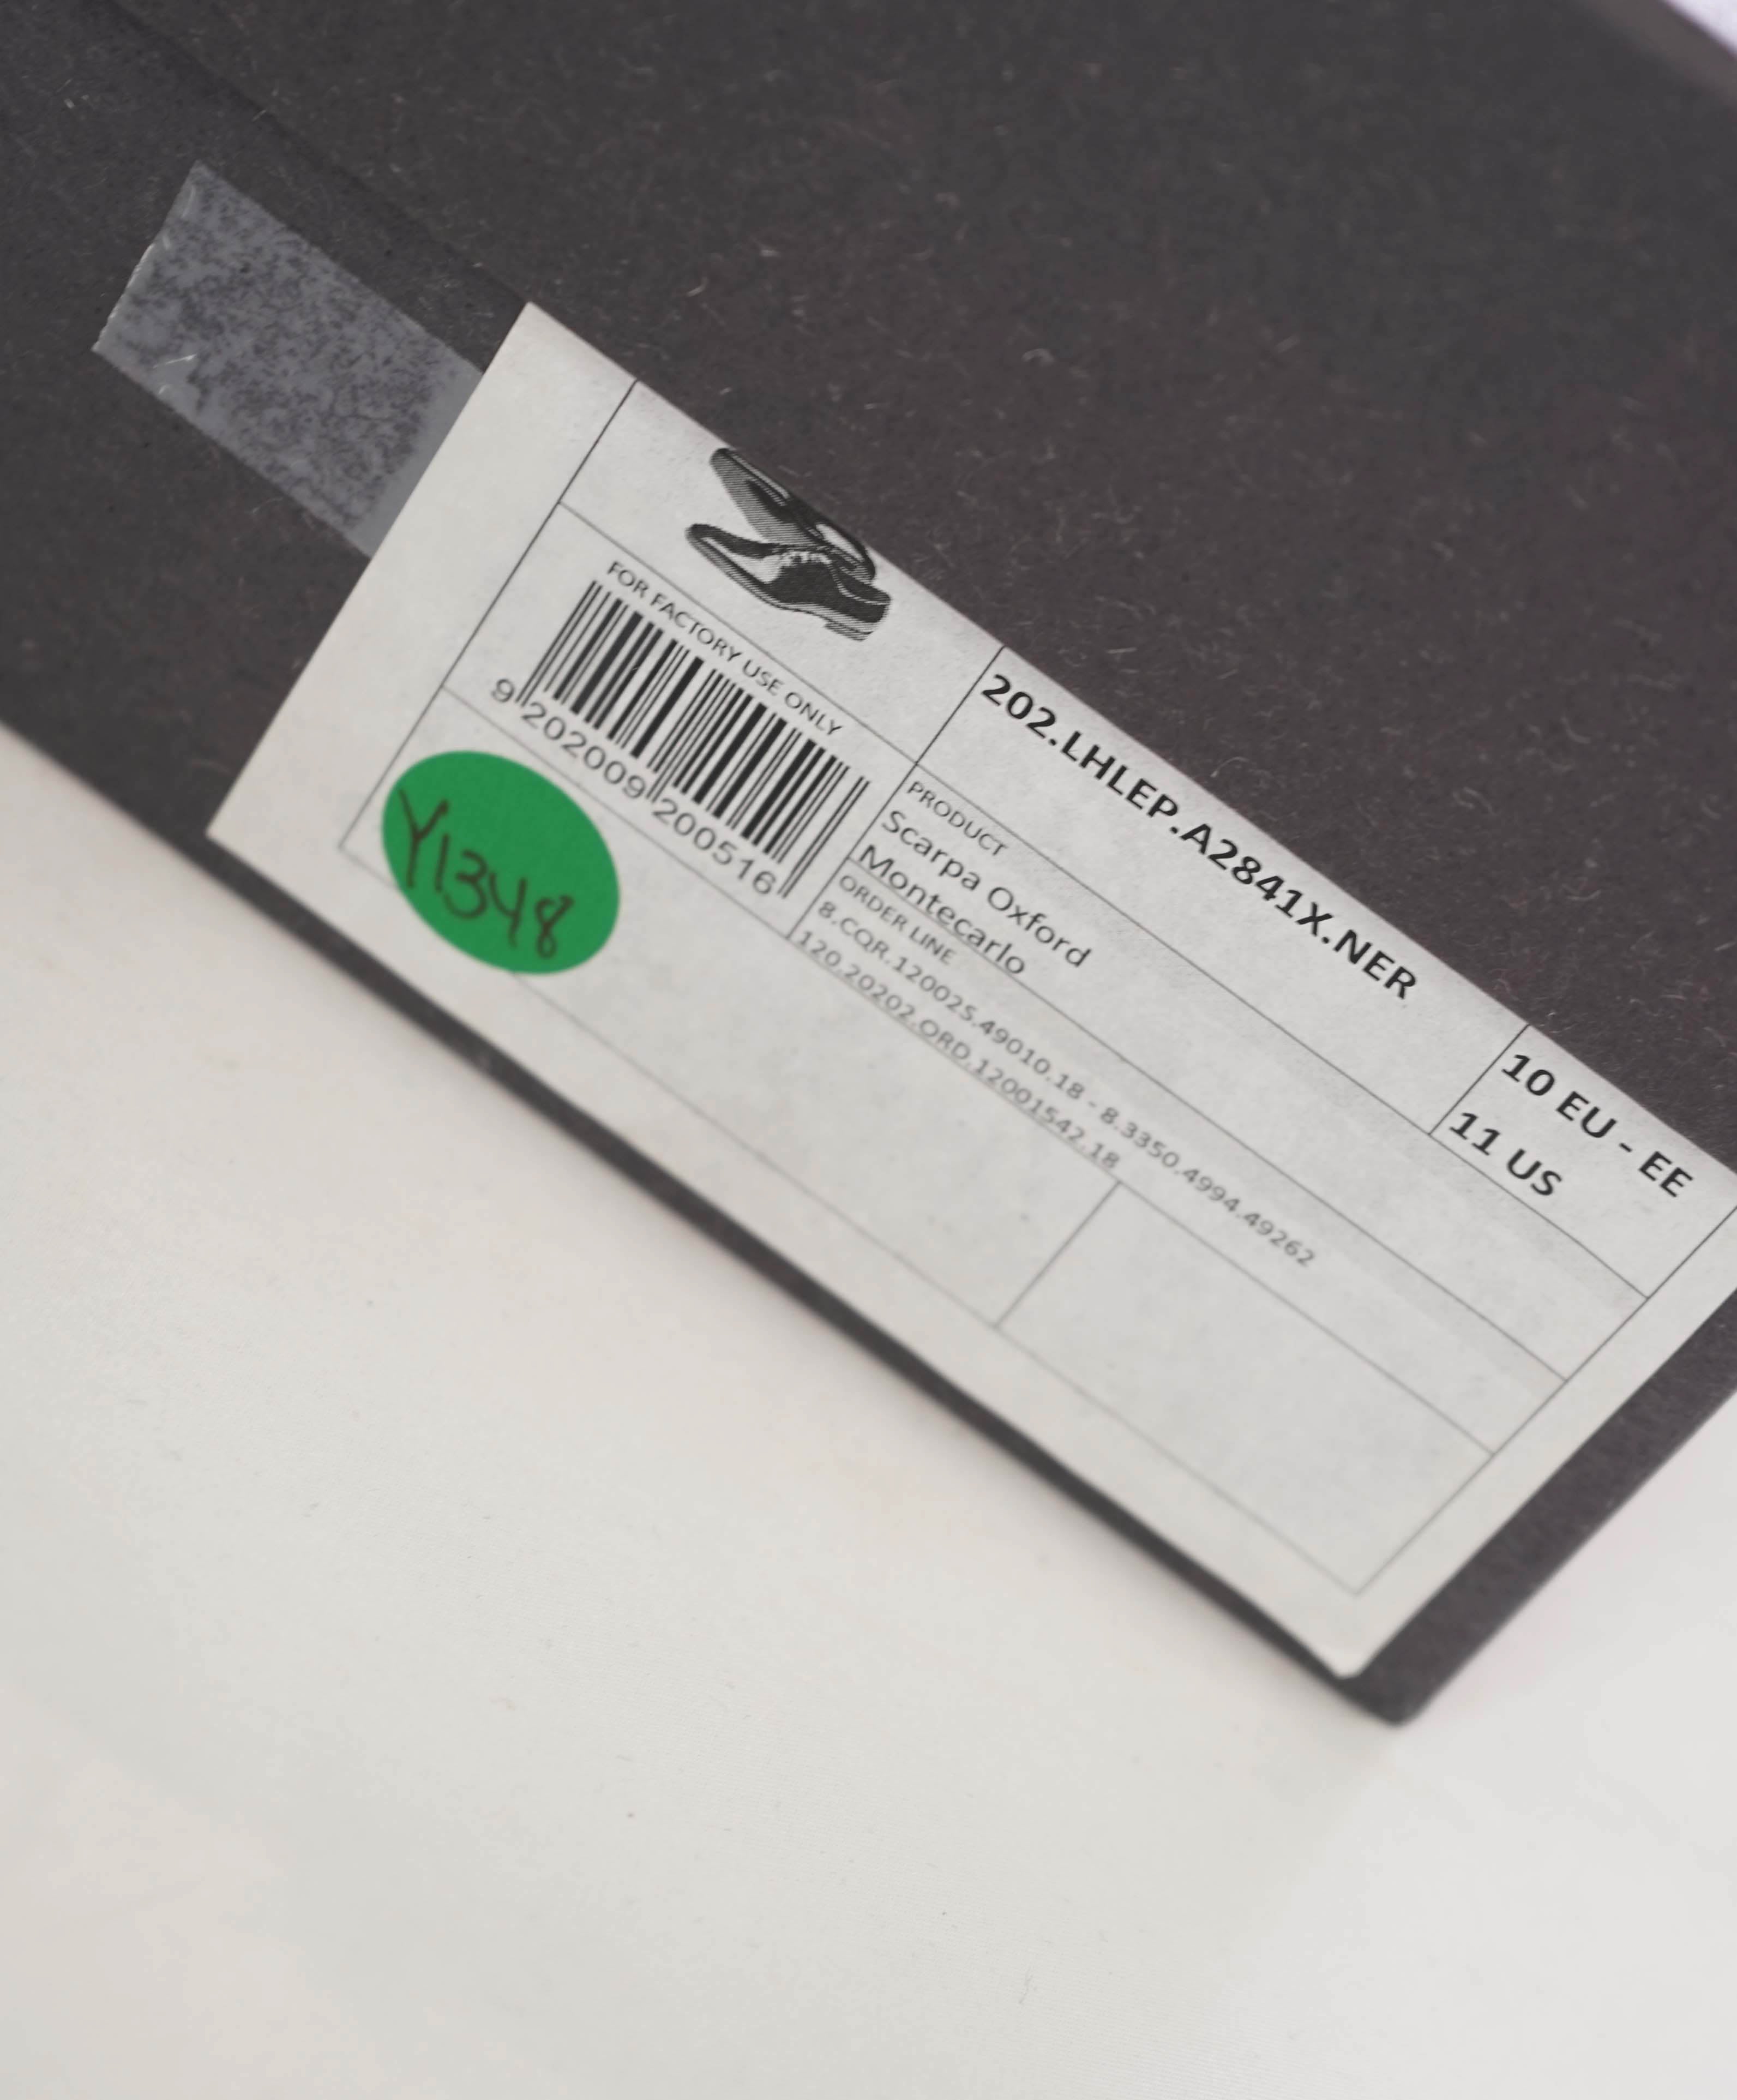 202.LHLEP.A2841X.NER
10 EU - EE
11 US
FOR FACTORY USE ONLY
9 202009 200516
PRODUCT
Scarpa Oxford
Montecarlo
ORDER LINE
8.CQR.120025.49010.18 - 8.3350.4994.49262
120.20202.ORD.12001542.18
Y1348